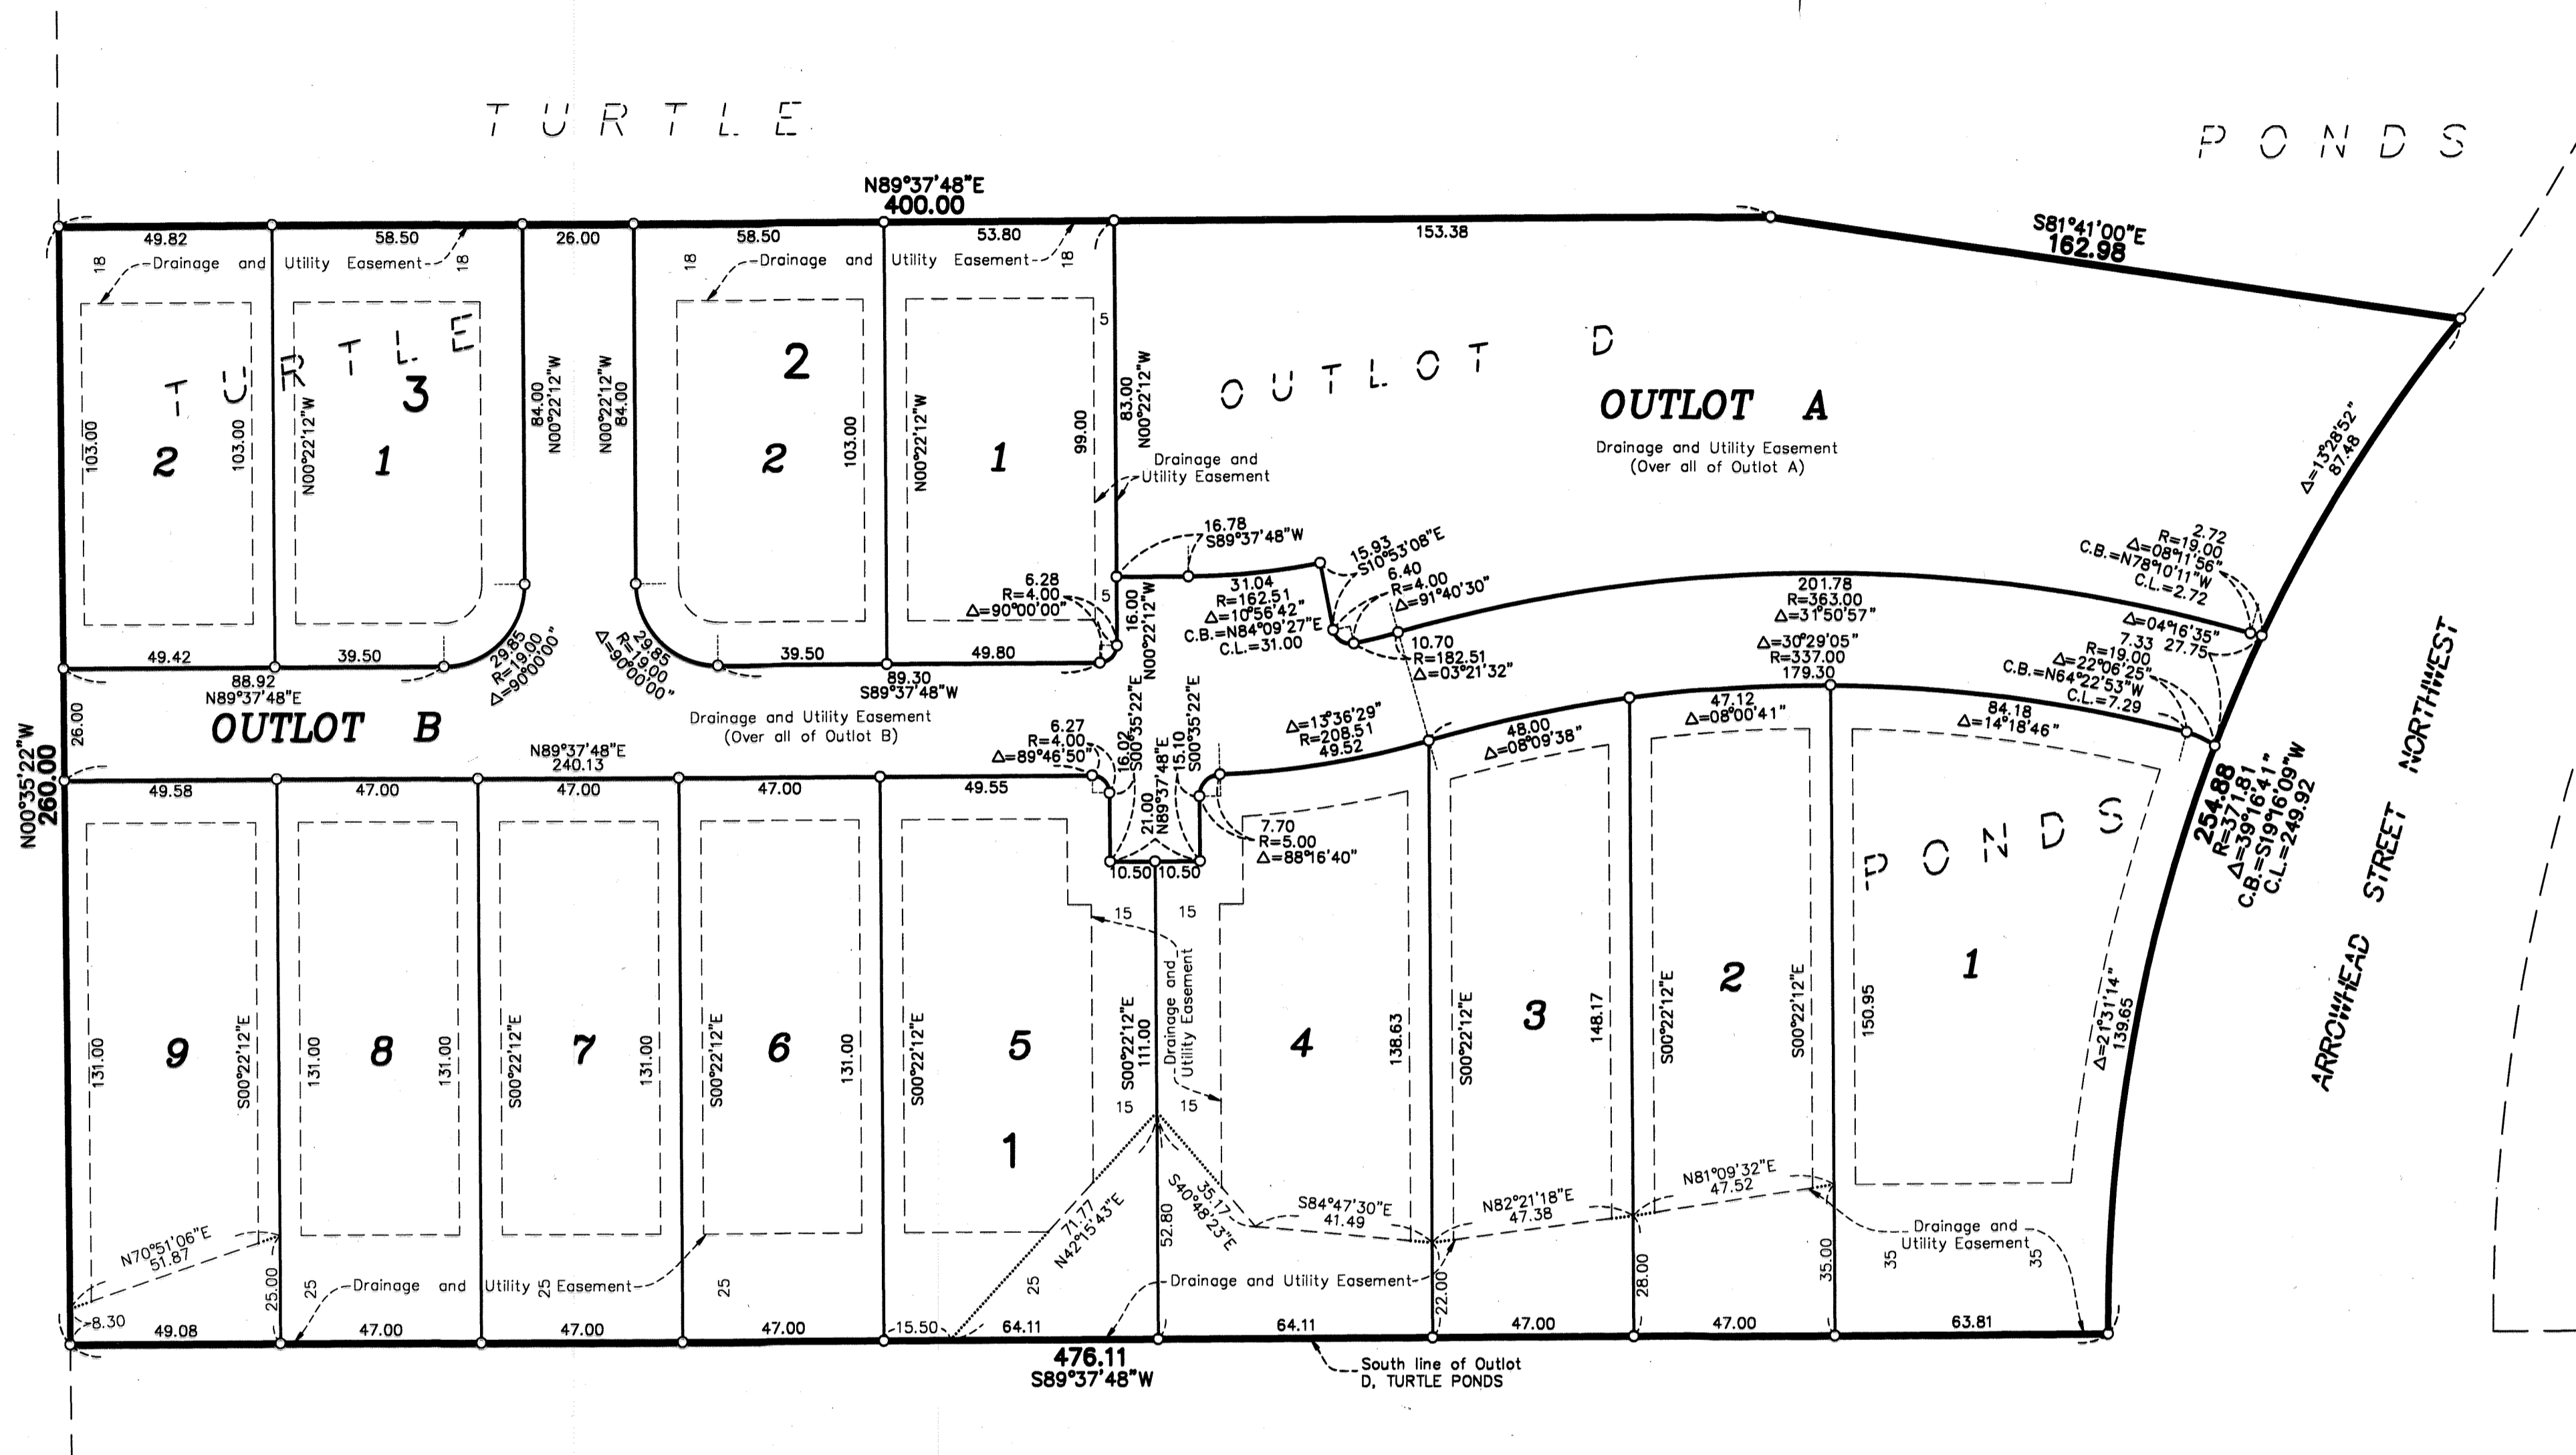 TURTLE
PONDS
N89°37'48"E
400.00
S81°41'00"E
162.98
49.82
58.50
26.00
58.50
53.80
153.38
18
Drainage and Utility Easement
18
18
Drainage and Utility Easement
18
5
TURTLE
3
2
1
103.00
103.00
N00°22'12"W
84.00
N00°22'12"W
N00°22'12"W
84.00
2
2
1
103.00
N00°22'12"W
99.00
83.00
N00°22'12"W
OUTLOT D
OUTLOT A
Drainage and Utility Easement
(Over all of Outlot A)
Drainage and
Utility Easement
Δ=13°28'52"
87.48
16.78
S89°37'48"W
15.93
S10°53'08"E
6.40
R=4.00
Δ=91°40'30"
6.28
R=4.00
Δ=90°00'00"
5
16.00
N00°22'12"W
31.04
R=162.51
Δ=10°56'42"
C.B.=N84°09'27"E
C.L.=31.00
10.70
R=182.51
Δ=03°21'32"
201.78
R=363.00
Δ=31°50'57"
Δ=30°29'05"
R=337.00
179.30
2.72
R=19.00
Δ=08°11'56"
C.B.=N78°10'11"W
C.L.=2.72
Δ=04°16'35"
27.75
7.33
R=19.00
Δ=22°06'25"
C.B.=N64°22'53"W
C.L.=7.29
49.42
39.50
29.85
R=19.00
Δ=90°00'00"
29.85
R=19.00
Δ=90°00'00"
39.50
49.80
88.92
N89°37'48"E
89.30
S89°37'48"W
26.00
OUTLOT B
Drainage and Utility Easement
(Over all of Outlot B)
N00°35'22"W
260.00
N89°37'48"E
240.13
6.27
R=4.00
Δ=89°46'50"
16.02
S00°35'22"E
21.00
N89°37'48"E
15.10
S00°35'22"E
Δ=13°36'29"
R=208.51
49.52
48.00
Δ=08°09'38"
47.12
Δ=08°00'41"
84.18
Δ=14°18'46"
49.58
47.00
47.00
47.00
49.55
10.50
10.50
7.70
R=5.00
Δ=88°16'40"
254.88
R=371.81
Δ=39°16'41"
C.B.=S19°16'09"W
C.L.=249.92
ARROWHEAD STREET NORTHWEST
PONDS
15
15
Drainage and
Utility Easement
9
8
7
6
5
4
3
2
1
131.00
S00°22'12"E
131.00
131.00
S00°22'12"E
131.00
S00°22'12"E
131.00
S00°22'12"E
S00°22'12"E
111.00
138.63
S00°22'12"E
148.17
S00°22'12"E
S00°22'12"E
150.95
Δ=21°31'14"
139.65
15
15
1
N70°51'06"E
51.87
71.77
N42°15'43"E
52.80
35.17
S40°48'23"E
S84°47'30"E
41.49
N82°21'18"E
47.38
N81°09'32"E
47.52
Drainage and
Utility Easement
8.30
25.00
25
Drainage and Utility Easement
25
25
25
Drainage and Utility Easement
22.00
28.00
35.00
35
35
49.08
47.00
47.00
47.00
15.50
64.11
64.11
47.00
47.00
63.81
476.11
S89°37'48"W
South line of Outlot
D, TURTLE PONDS